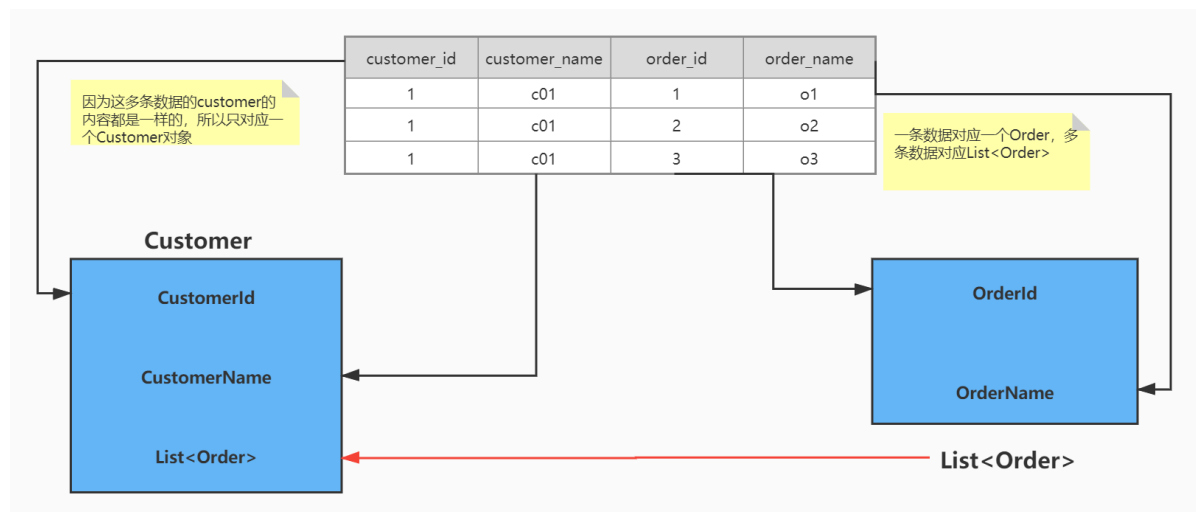 customer_id customer_name order_id order_name
1 c01 1 o1
1 c01 2 o2
1 c01 3 o3
因为这多条数据的customer的
内容都是一样的，所以只对应一
个Customer对象
一条数据对应一个Order，多
条数据对应List<Order>
Customer
CustomerId
CustomerName
List<Order>
OrderId
OrderName
List<Order>